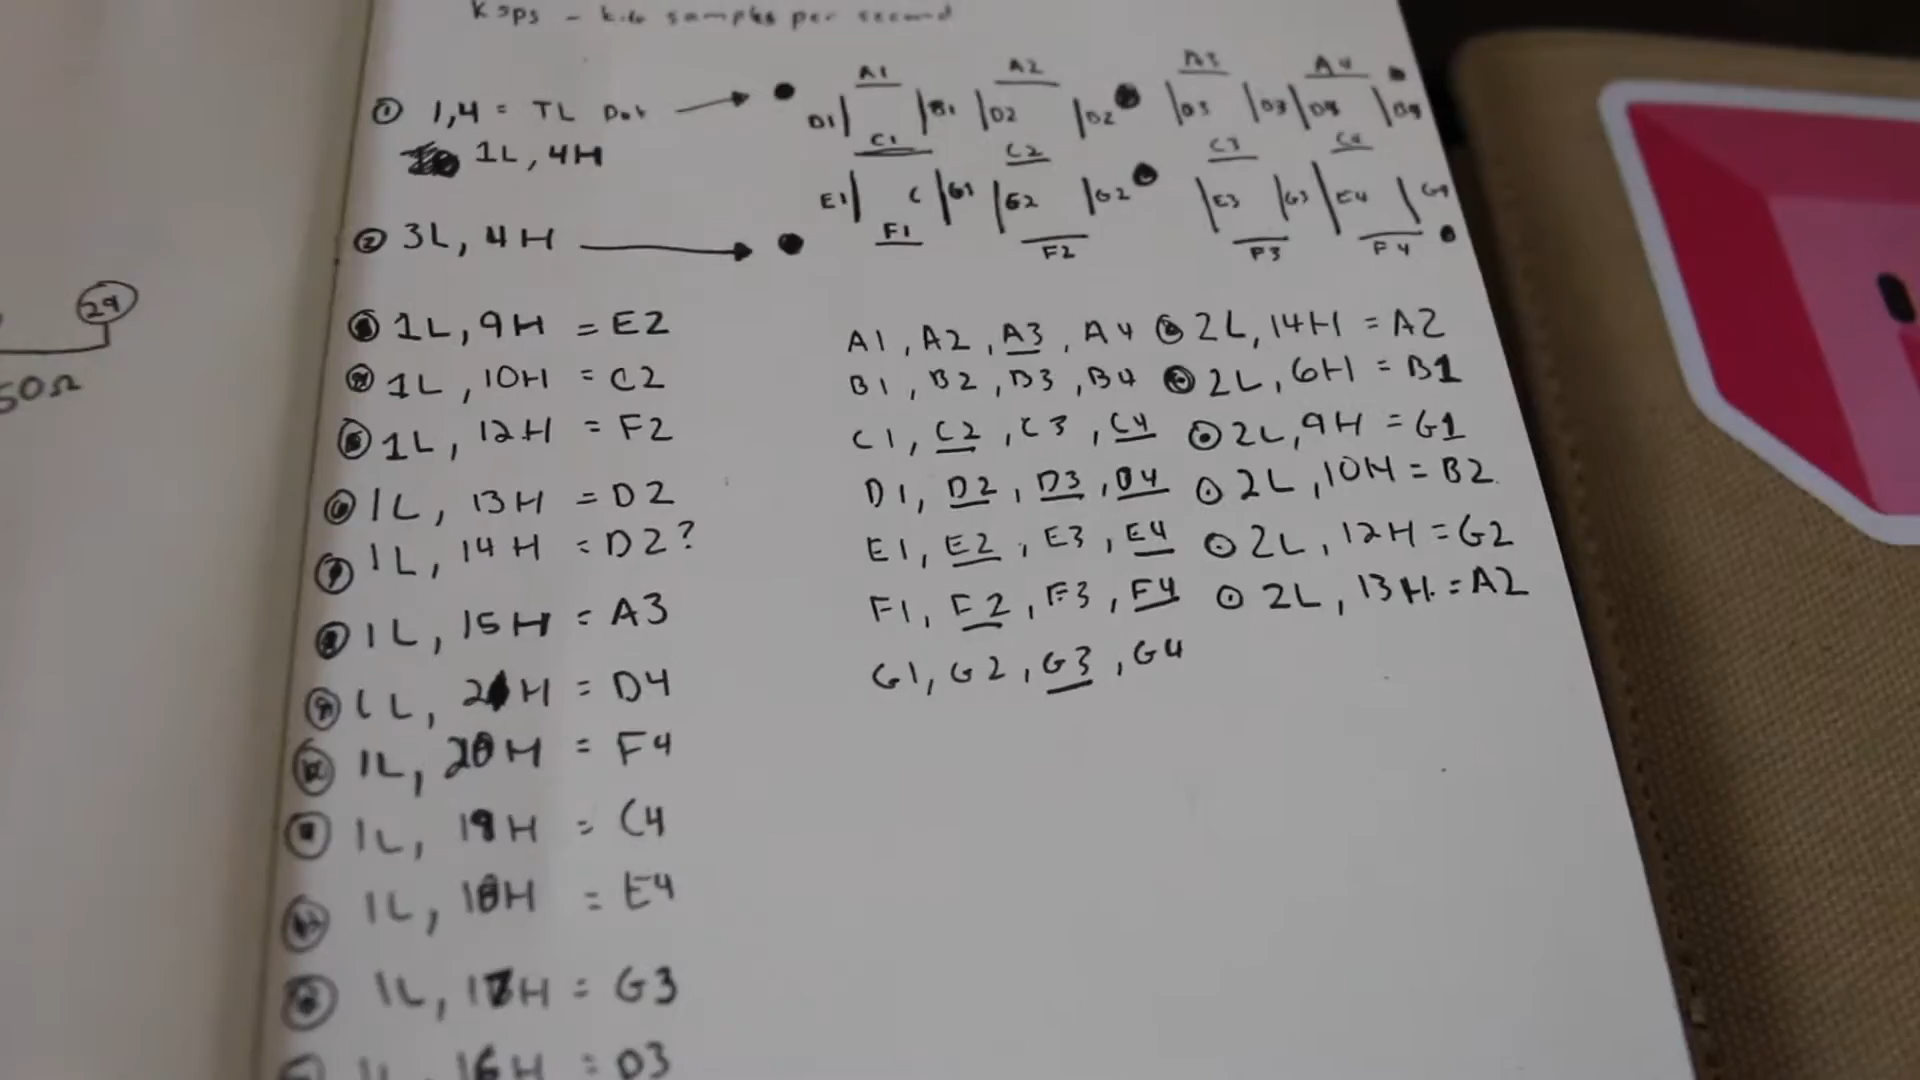 Ksps - kilo samples per second
① 1,4 = TL Dot
1L, 4H
② 3L, 4H
A1 A2 A3 A4
D1 B1 D2 D2 D3 D3 D4 B4
C1 C2 C3 C4
E1 C G1 E2 G2 E3 G3 E4 G4
F1 F2 F3 F4
1L, 9H = E2
1L, 10H = C2
1L, 12H = F2
1L, 13H = D2
1L, 14H = D2?
1L, 15H = A3
1L, 21H = D4
1L, 20H = F4
1L, 19H = C4
1L, 18H = E4
1L, 17H = G3
1L, 16H = D3
A1, A2, A3, A4
B1, B2, B3, B4
C1, C2, C3, C4
D1, D2, D3, D4
E1, E2, E3, E4
F1, F2, F3, F4
G1, G2, G3, G4
2L, 14H = A2
2L, 6H = B1
2L, 9H = G1
2L, 10H = B2
2L, 12H = G2
2L, 13H = A2
29
50Ω